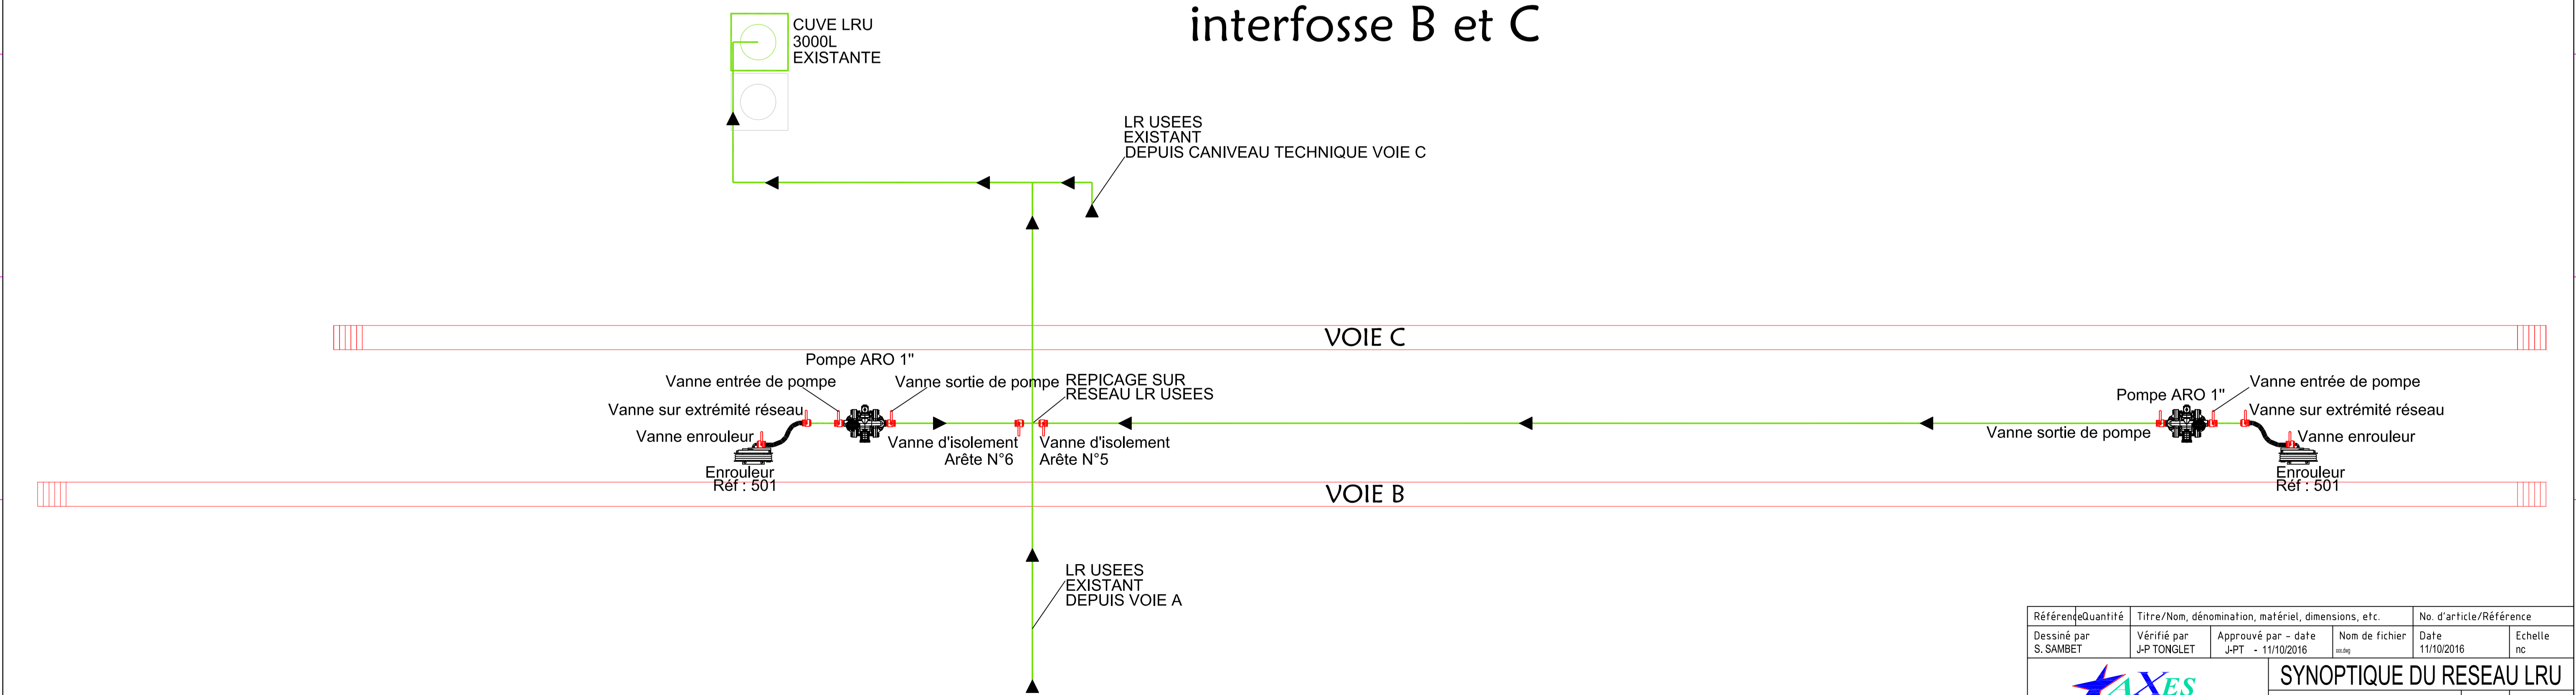 interfosse B et C
CUVE LRU
3000L
EXISTANTE
LR USEES
EXISTANT
DEPUIS CANIVEAU TECHNIQUE VOIE C
VOIE C
Pompe ARO 1"
Vanne entrée de pompe
Vanne sortie de pompe
REPICAGE SUR
RESEAU LR USEES
Vanne sur extrémité réseau
Vanne enrouleur
Vanne d'isolement
Arête N°6
Vanne d'isolement
Arête N°5
Enrouleur
Réf : 501
Pompe ARO 1"
Vanne entrée de pompe
Vanne sur extrémité réseau
Vanne sortie de pompe
Vanne enrouleur
Enrouleur
Réf : 501
VOIE B
LR USEES
EXISTANT
DEPUIS VOIE A
Référence Quantité Titre/Nom, dénomination, matériel, dimensions, etc. No. d'article/Référence
Dessiné par Vérifié par Approuvé par - date Nom de fichier Date Echelle
S. SAMBET J-P TONGLET J-PT - 11/10/2016 11/10/2016 nc
AXES
SYNOPTIQUE DU RESEAU LRU